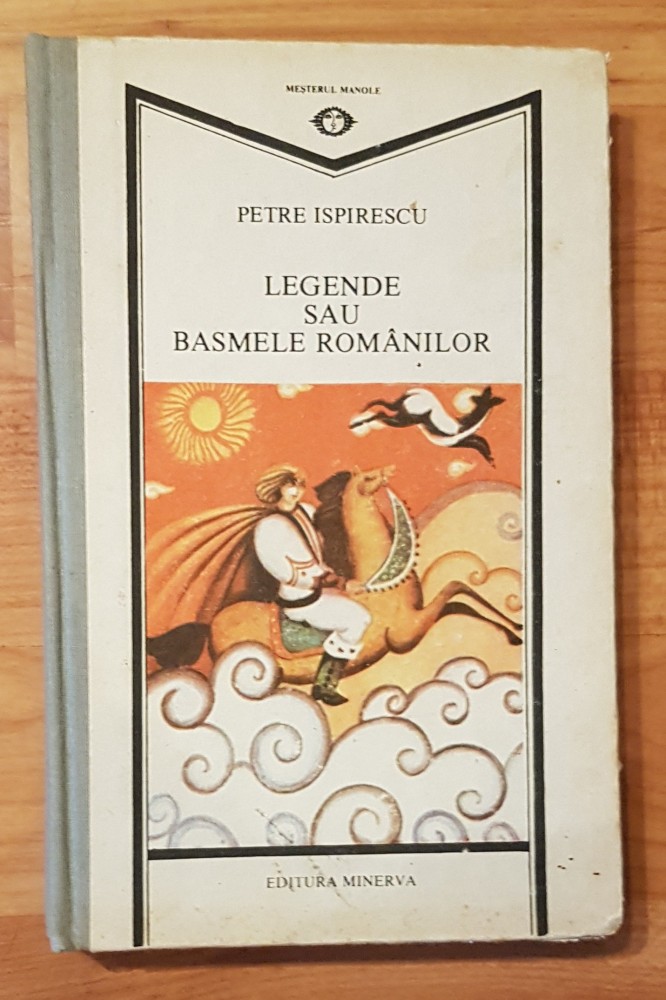 MEȘTERUL MANOLE
PETRE ISPIRESCU
LEGENDE
SAU
BASMELE ROMÂNILOR
EDITURA MINERVA